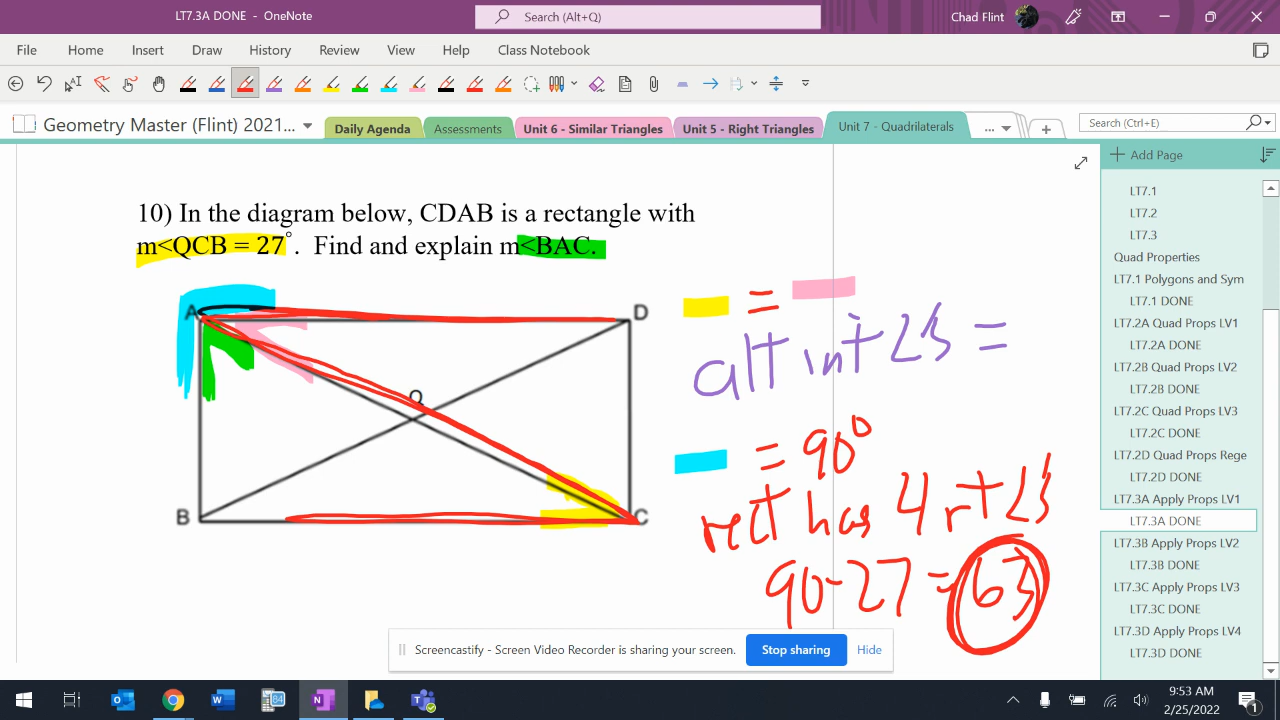 LT7.3A DONE - OneNote
Search (Alt+Q)
Chad Flint
File Home Insert Draw History Review View Help Class Notebook
Geometry Master (Flint) 2021...
Daily Agenda
Assessments
Unit 6 - Similar Triangles
Unit 5 - Right Triangles
Unit 7 - Quadrilaterals
...
Search (Ctrl+E)
Add Page
LT7.1
LT7.2
LT7.3
Quad Properties
LT7.1 Polygons and Sym
LT7.1 DONE
LT7.2A Quad Props LV1
LT7.2A DONE
LT7.2B Quad Props LV2
LT7.2B DONE
LT7.2C Quad Props LV3
LT7.2C DONE
LT7.2D Quad Props Rege
LT7.2D DONE
LT7.3A Apply Props LV1
LT7.3A DONE
LT7.3B Apply Props LV2
LT7.3B DONE
LT7.3C Apply Props LV3
LT7.3C DONE
LT7.3D Apply Props LV4
LT7.3D DONE
10) In the diagram below, CDAB is a rectangle with
m<QCB = 27°. Find and explain m<BAC.
A
D
Q
B
C
=
alt int ∠s =
= 90°
rect has 4 rt ∠s
90-27 = 63
Screencastify - Screen Video Recorder is sharing your screen.
Stop sharing
Hide
9:53 AM
2/25/2022
1